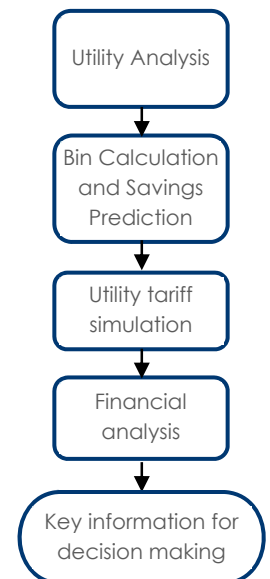 Utility Analysis
Bin Calculation
and Savings
Prediction
Utility tariff
simulation
Financial
analysis
Key information for
decision making